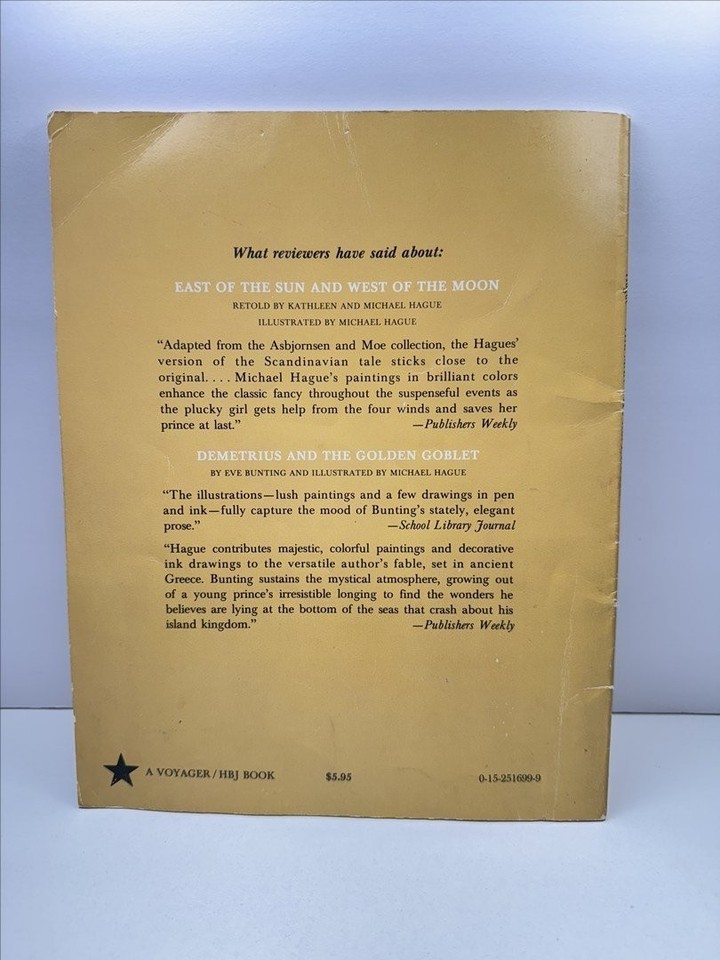 What reviewers have said about:
EAST OF THE SUN AND WEST OF THE MOON
RETOLD BY KATHLEEN AND MICHAEL HAGUE
ILLUSTRATED BY MICHAEL HAGUE
“Adapted from the Asbjornsen and Moe collection, the Hagues’
version of the Scandinavian tale sticks close to the
original. . . . Michael Hague’s paintings in brilliant colors
enhance the classic fancy throughout the suspenseful events as
the plucky girl gets help from the four winds and saves her
prince at last.” —Publishers Weekly
DEMETRIUS AND THE GOLDEN GOBLET
BY EVE BUNTING AND ILLUSTRATED BY MICHAEL HAGUE
“The illustrations—lush paintings and a few drawings in pen
and ink—fully capture the mood of Bunting’s stately, elegant
prose.” —School Library Journal
“Hague contributes majestic, colorful paintings and decorative
ink drawings to the versatile author’s fable, set in ancient
Greece. Bunting sustains the mystical atmosphere, growing out
of a young prince’s irresistible longing to find the wonders he
believes are lying at the bottom of the seas that crash about his
island kingdom.” —Publishers Weekly
A VOYAGER/HBJ BOOK $5.95 0-15-251699-9